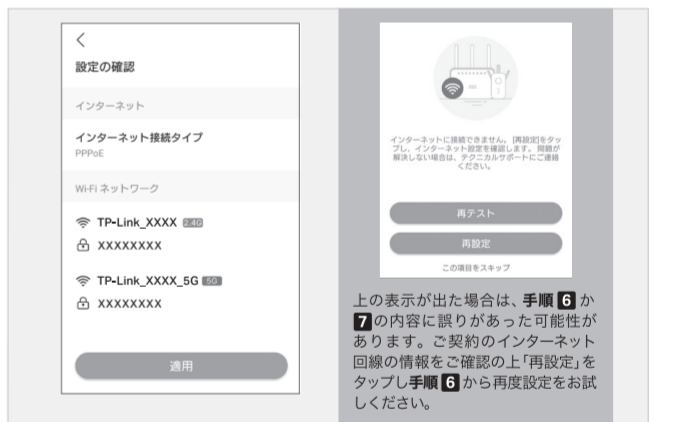 設定の確認
インターネット
インターネット接続タイプ
PPPoE
Wi-Fi ネットワーク
TP-Link_XXXX 2.4G
XXXXXXXX
TP-Link_XXXX_5G 5G
XXXXXXXX
適用
インターネットに接続できません。[再設定]をタッ
プし、インターネット設定を確認します。問題が
解決しない場合は、テクニカルサポートにご連絡
ください。
再テスト
再設定
この項目をスキップ
上の表示が出た場合は、手順 6 か
7 の内容に誤りがあった可能性が
あります。ご契約のインターネット
回線の情報をご確認の上「再設定」を
タップし手順 6 から再度設定をお試
しください。